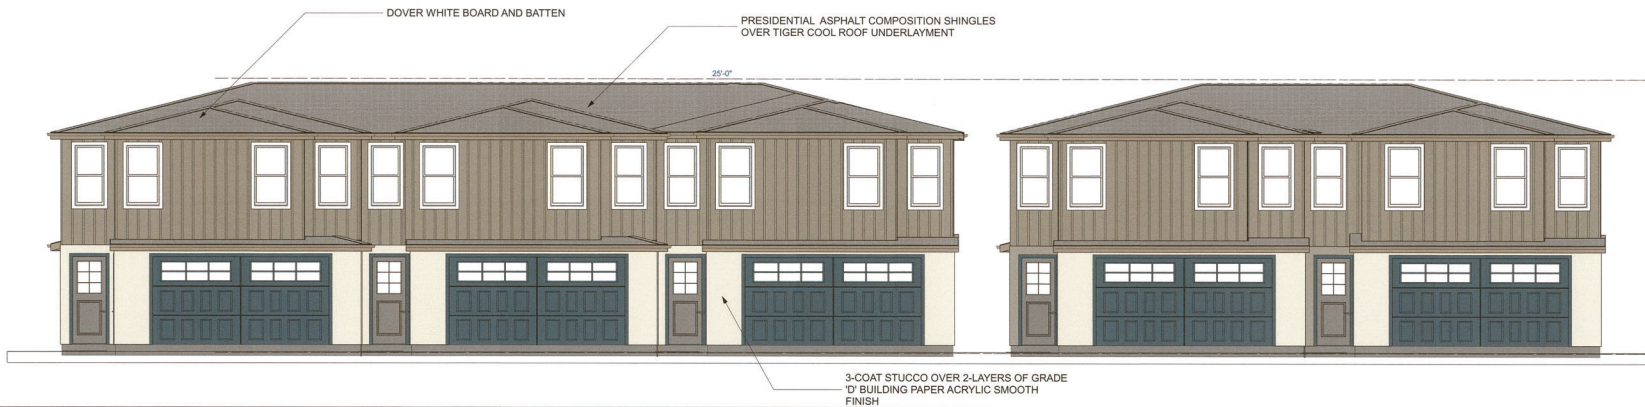 DOVER WHITE BOARD AND BATTEN
PRESIDENTIAL ASPHALT COMPOSITION SHINGLES
OVER TIGER COOL ROOF UNDERLAYMENT
25'-0"
3-COAT STUCCO OVER 2-LAYERS OF GRADE
'D' BUILDING PAPER ACRYLIC SMOOTH
FINISH